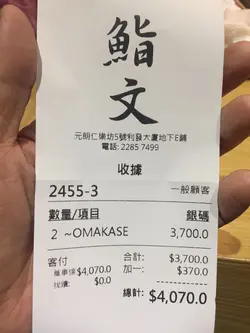 鮨
文
元朗仁樂坊5號利發大廈地下E舖
電話: 2285 7499
收據
2455-3 一般顧客
數量/項目 銀碼
2 ~OMAKASE 3,700.0
客付 合計: $3,700.0
$4,070.0 加一: $370.0
找續: $0.0
總計: $4,070.0